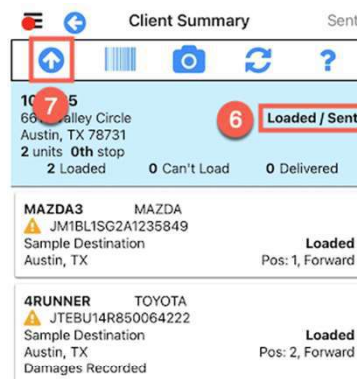 Client Summary
Sent
?
7
5
Circle
6
Loaded / Sent
Austin, TX 78731
2 units 0th stop
2 Loaded 0 Can't Load 0 Delivered
MAZDA3 MAZDA
JM1BL1SG2A1235849
Sample Destination Loaded
Austin, TX Pos: 1, Forward
4RUNNER TOYOTA
JTEBU14R850064222
Sample Destination Loaded
Austin, TX Pos: 2, Forward
Damages Recorded